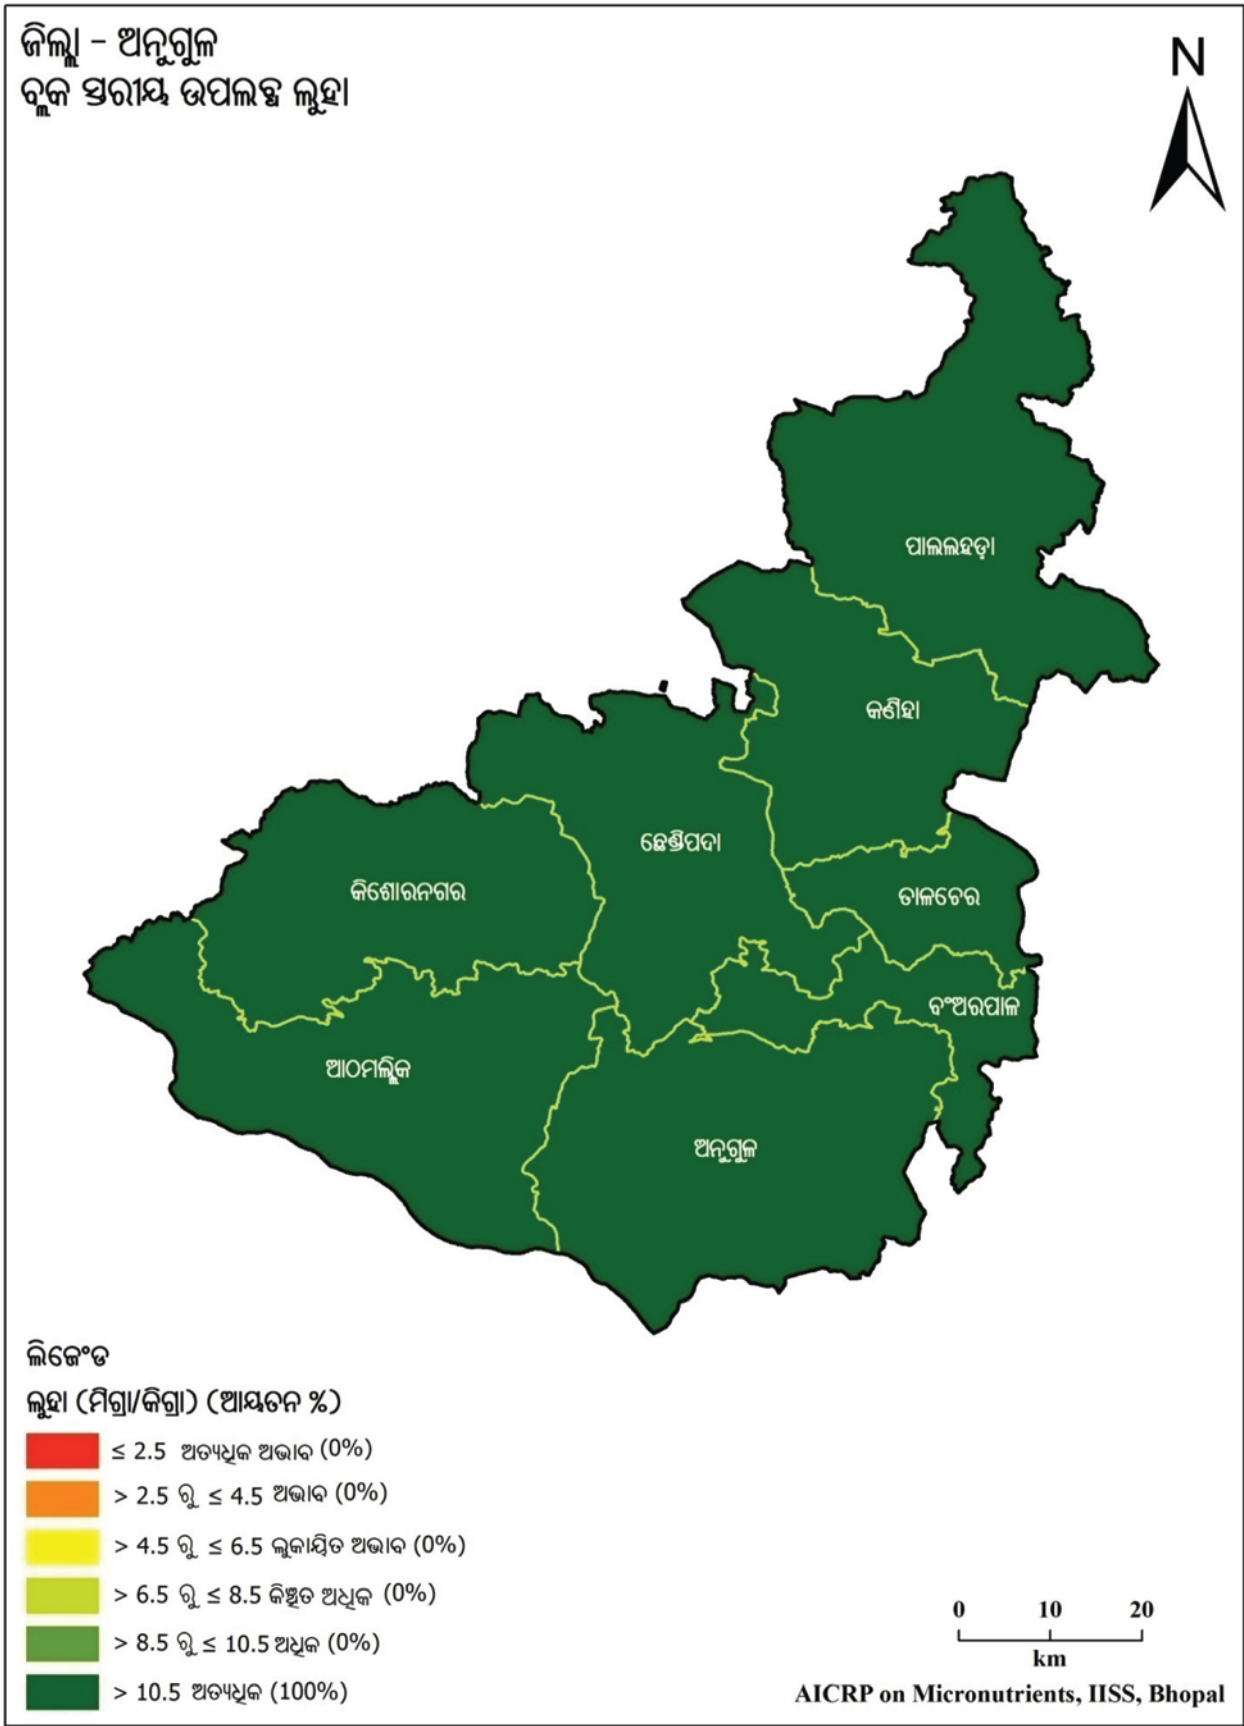 ଜିଲ୍ଲା - ଅନୁଗୁଳ
ବ୍ଲକ ସ୍ତରୀୟ ଉପଲବ୍ଧ ଲୁହା
N
ପାଲଲହଡ଼ା
କଣିହା
ଛେଣ୍ଡିପଦା
କିଶୋରନଗର
ତାଳଚେର
ବଂଅରପାଳ
ଆଠମଲ୍ଲିକ
ଅନୁଗୁଳ
ଲିଜେଂଡ
ଲୁହା (ମିଗ୍ରା/କିଗ୍ରା) (ଆୟତନ %)
≤ 2.5 ଅତ୍ୟଧିକ ଅଭାବ (0%)
> 2.5 ରୁ ≤ 4.5 ଅଭାବ (0%)
> 4.5 ରୁ ≤ 6.5 ଲୁକାୟିତ ଅଭାବ (0%)
> 6.5 ରୁ ≤ 8.5 କିଞ୍ଚିତ ଅଧିକ (0%)
> 8.5 ରୁ ≤ 10.5 ଅଧିକ (0%)
> 10.5 ଅତ୍ୟଧିକ (100%)
0 10 20
km
AICRP on Micronutrients, IISS, Bhopal